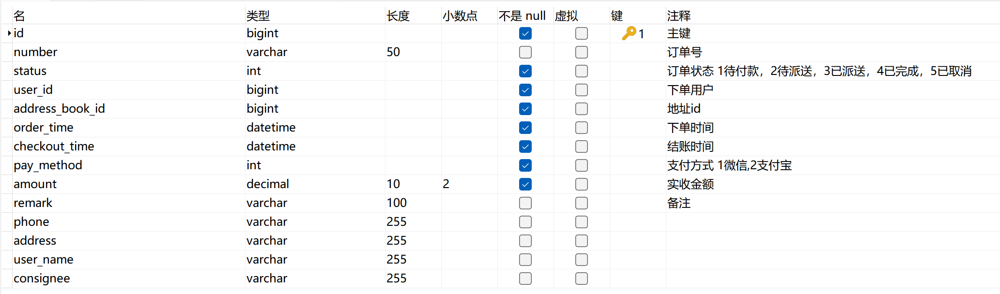 名 类型 长度 小数点 不是 null 虚拟 键 注释
id bigint 1 主键
number varchar 50 订单号
status int 订单状态 1待付款，2待派送，3已派送，4已完成，5已取消
user_id bigint 下单用户
address_book_id bigint 地址id
order_time datetime 下单时间
checkout_time datetime 结账时间
pay_method int 支付方式 1微信,2支付宝
amount decimal 10 2 实收金额
remark varchar 100 备注
phone varchar 255
address varchar 255
user_name varchar 255
consignee varchar 255